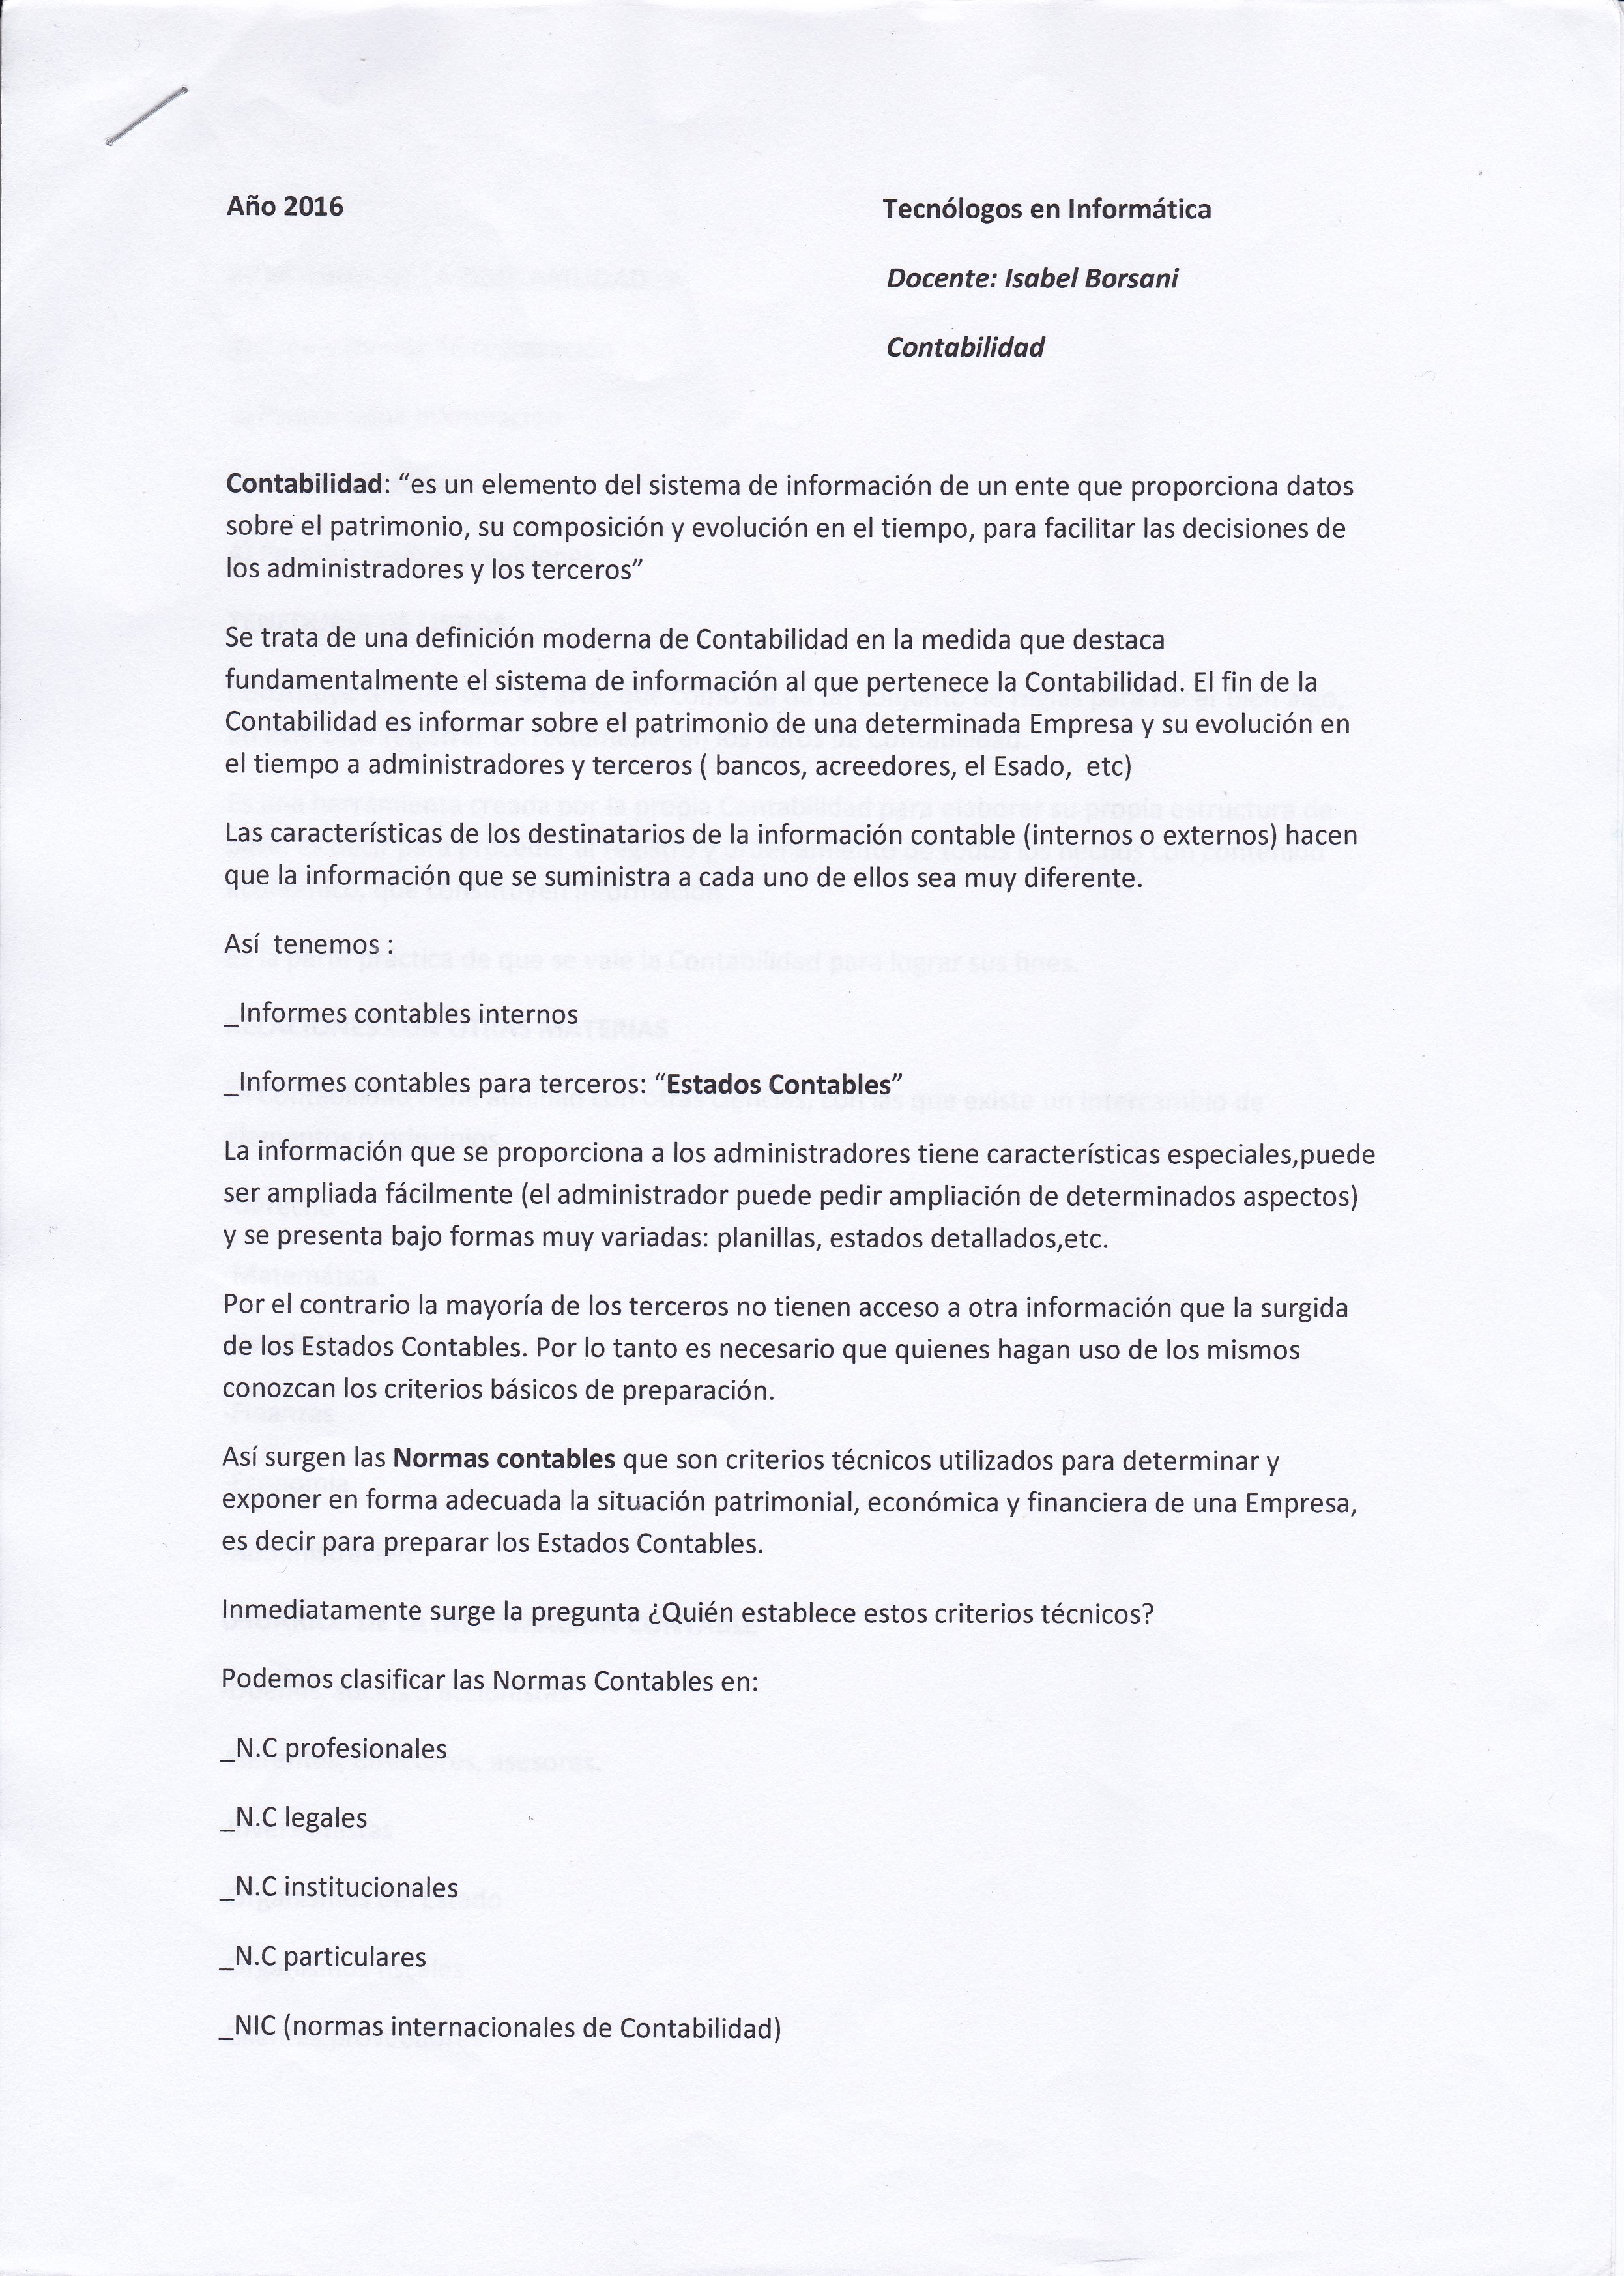 Año 2016
Tecnólogos en Informática
Docente: Isabel Borsani
Contabilidad
Contabilidad: “es un elemento del sistema de información de un ente que proporciona datos
sobre el patrimonio, su composición y evolución en el tiempo, para facilitar las decisiones de
los administradores y los terceros”
Se trata de una definición moderna de Contabilidad en la medida que destaca
fundamentalmente el sistema de información al que pertenece la Contabilidad. El fin de la
Contabilidad es informar sobre el patrimonio de una determinada Empresa y su evolución en
el tiempo a administradores y terceros ( bancos, acreedores, el Esado,  etc)
Las características de los destinatarios de la información contable (internos o externos) hacen
que la información que se suministra a cada uno de ellos sea muy diferente.
Así  tenemos :
_Informes contables internos
_Informes contables para terceros: “Estados Contables”
La información que se proporciona a los administradores tiene características especiales,puede
ser ampliada fácilmente (el administrador puede pedir ampliación de determinados aspectos)
y se presenta bajo formas muy variadas: planillas, estados detallados,etc.
Por el contrario la mayoría de los terceros no tienen acceso a otra información que la surgida
de los Estados Contables. Por lo tanto es necesario que quienes hagan uso de los mismos
conozcan los criterios básicos de preparación.
Así surgen las Normas contables que son criterios técnicos utilizados para determinar y
exponer en forma adecuada la situación patrimonial, económica y financiera de una Empresa,
es decir para preparar los Estados Contables.
Inmediatamente surge la pregunta ¿Quién establece estos criterios técnicos?
Podemos clasificar las Normas Contables en:
_N.C profesionales
_N.C legales
_N.C institucionales
_N.C particulares
_NIC (normas internacionales de Contabilidad)